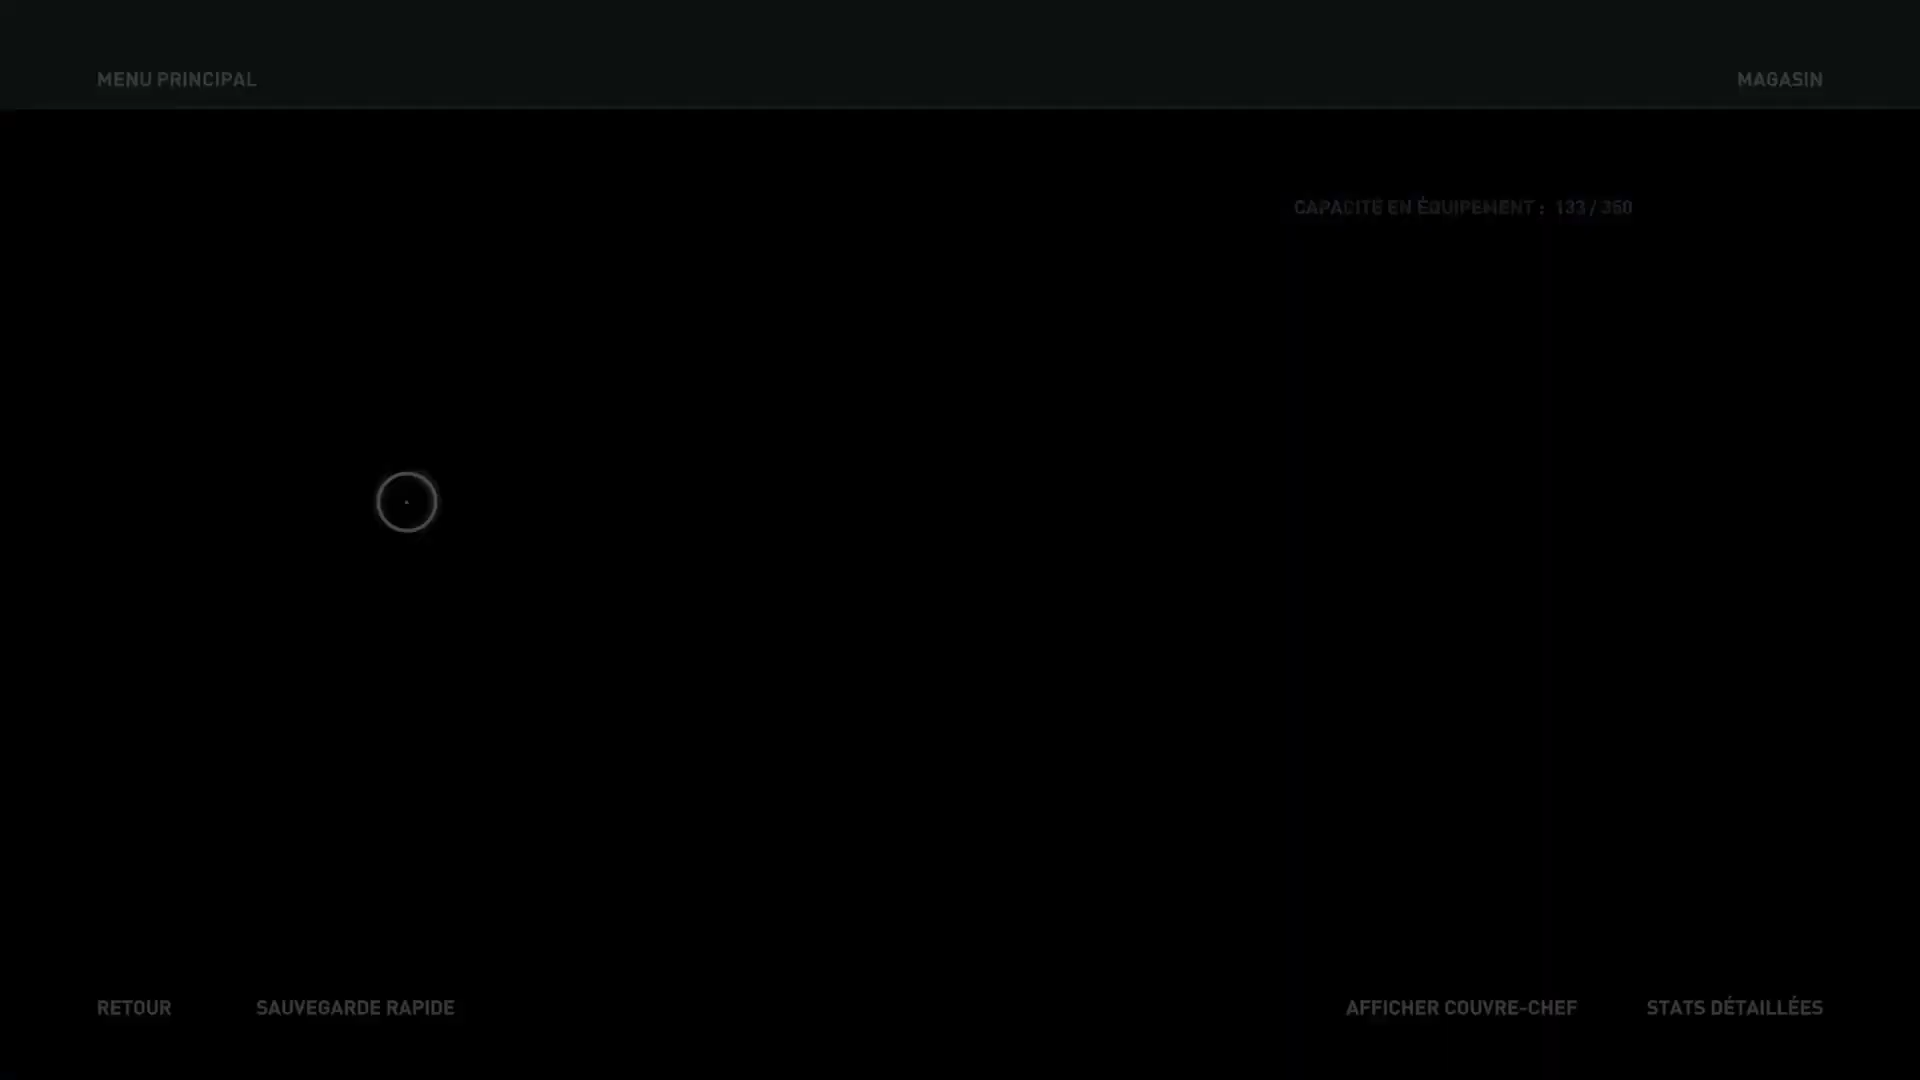 MENU PRINCIPAL
MAGASIN
CAPACITÉ EN ÉQUIPEMENT : 133 / 350
RETOUR
SAUVEGARDE RAPIDE
AFFICHER COUVRE-CHEF
STATS DÉTAILLÉES